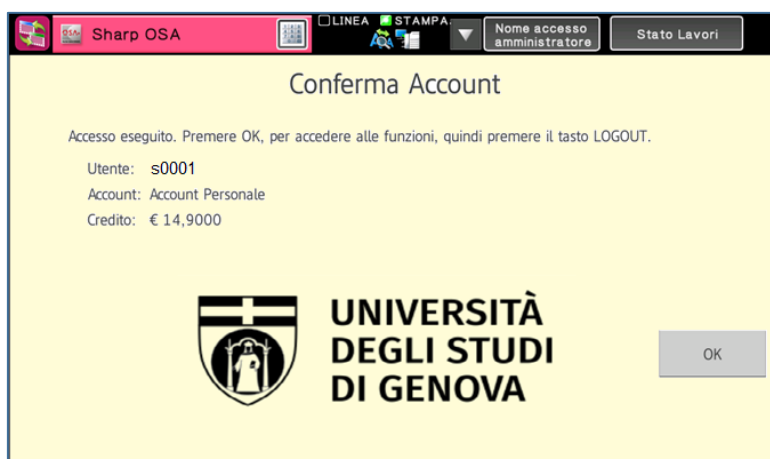 Sharp OSA
LINEA STAMPA
Nome accesso
amministratore
Stato Lavori
Conferma Account
Accesso eseguito. Premere OK, per accedere alle funzioni, quindi premere il tasto LOGOUT.
Utente: s0001
Account: Account Personale
Credito: € 14,9000
UNIVERSITÀ
DEGLI STUDI
DI GENOVA
OK